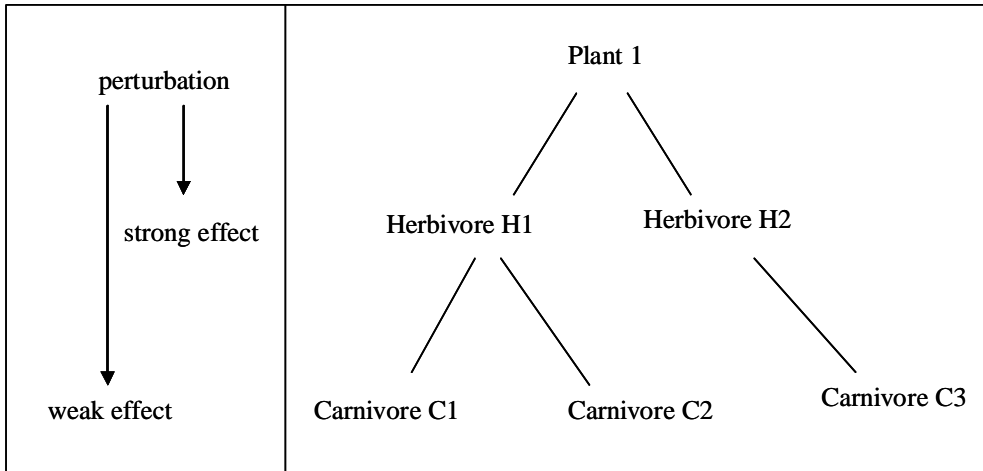 perturbation
strong effect
weak effect
Plant 1
Herbivore H1
Herbivore H2
Carnivore C1
Carnivore C2
Carnivore C3